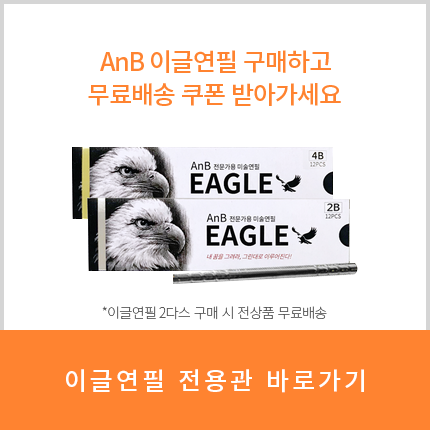 AnB 이글연필 구매하고
무료배송 쿠폰 받아가세요
4B
12PCS
AnB 전문가용 미술연필
EAGLE
2B
12PCS
AnB 전문가용 미술연필
EAGLE
내 꿈을 그려라, 그린대로 이루어진다!
*이글연필 2다스 구매 시 전상품 무료배송
이글연필 전용관 바로가기